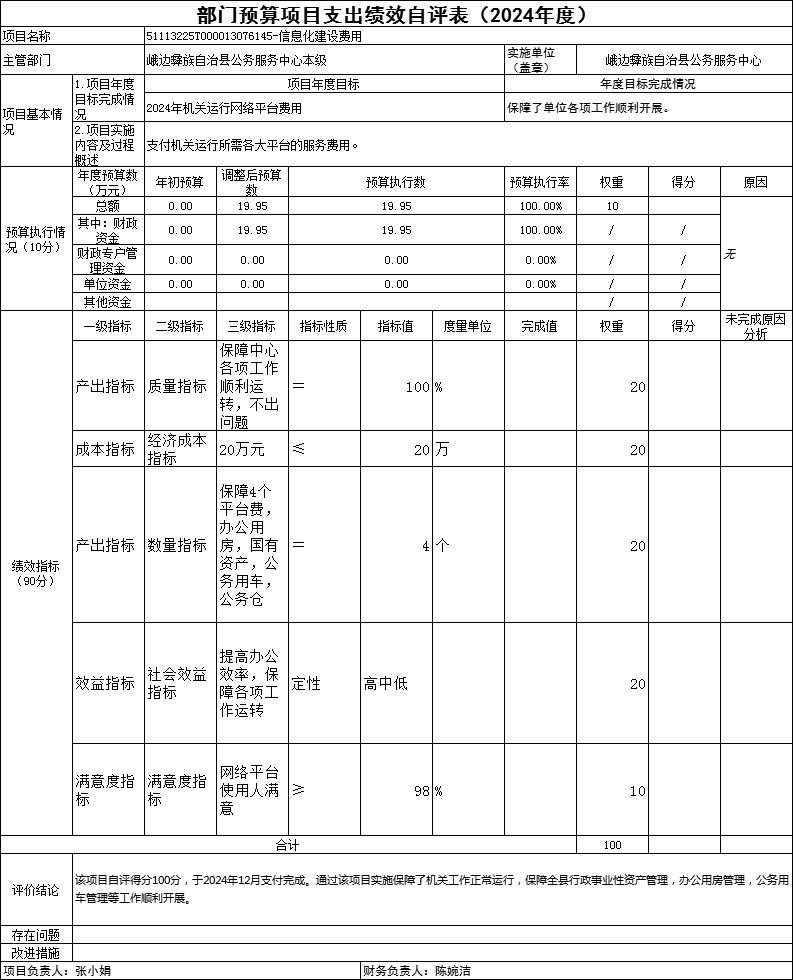 部门预算项目支出绩效自评表（2024年度）
项目名称 51113225T000013076145-信息化建设费用
主管部门 峨边彝族自治县公务服务中心本级 实施单位（盖章） 峨边彝族自治县公务服务中心
项目基本情况 1.项目年度目标完成情况 项目年度目标 年度目标完成情况
2024年机关运行网络平台费用 保障了单位各项工作顺利开展。
2.项目实施内容及过程概述 支付机关运行所需各大平台的服务费用。
预算执行情况（10分） 年度预算数（万元） 年初预算 调整后预算数 预算执行数 预算执行率 权重 得分 原因
总额 0.00 19.95 19.95 100.00% 10 无
其中：财政资金 0.00 19.95 19.95 100.00% / /
财政专户管理资金 0.00 0.00 0.00 0.00% / /
单位资金 0.00 0.00 0.00 0.00% / /
其他资金 / /
绩效指标（90分） 一级指标 二级指标 三级指标 指标性质 指标值 度量单位 完成值 权重 得分 未完成原因分析
产出指标 质量指标 保障中心各项工作顺利运转，不出问题 ＝ 100 % 20
成本指标 经济成本指标 20万元 ≤ 20 万 20
产出指标 数量指标 保障4个平台费，办公用房，国有资产，公务用车，公务仓 ＝ 4 个 20
效益指标 社会效益指标 提高办公效率，保障各项工作运转 定性 高中低 20
满意度指标 满意度指标 网络平台使用人满意 ≥ 98 % 10
合计 100
评价结论 该项目自评得分100分，于2024年12月支付完成。通过该项目实施保障了机关工作正常运行，保障全县行政事业性资产管理，办公用房管理，公务用车管理等工作顺利开展。
存在问题
改进措施
项目负责人：张小娟 财务负责人：陈婉洁